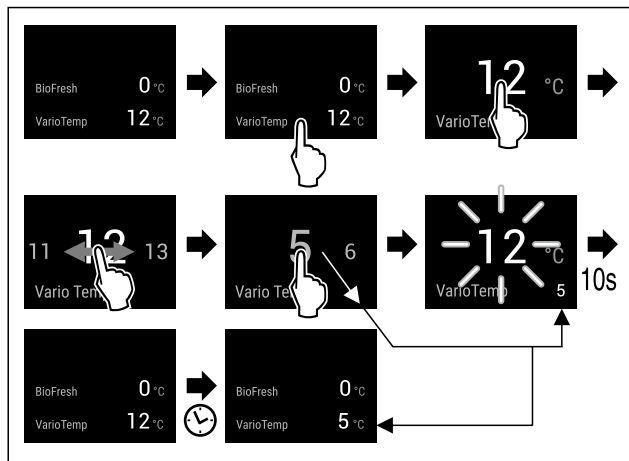 BioFresh 0 °C
VarioTemp 12 °C
BioFresh 0 °C
VarioTemp 12 °C
12 °C
VarioTemp
11 12 13
Vario Temp
5 6
Vario Te
12 °C
VarioTemp 5
10s
BioFresh 0 °C
VarioTemp 12 °C
BioFresh 0 °C
VarioTemp 5 °C